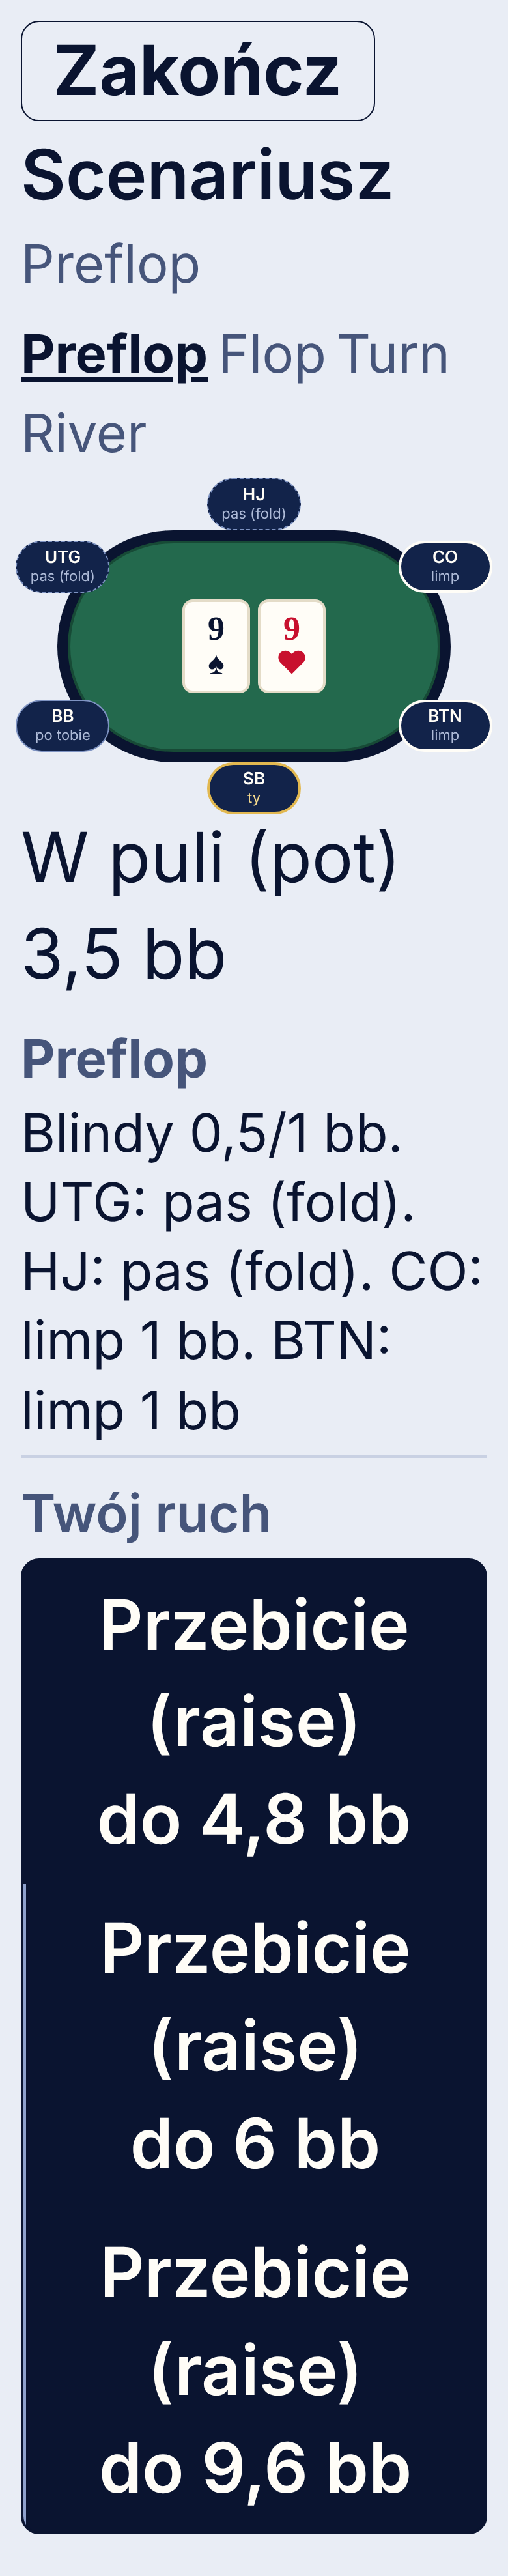 Zakończ
Scenariusz
Preflop
Preflop Flop Turn
River
HJ
pas (fold)
UTG
pas (fold)
CO
limp
9
♠
9
♥
BB
po tobie
BTN
limp
SB
ty
W puli (pot)
3,5 bb
Preflop
Blindy 0,5/1 bb.
UTG: pas (fold).
HJ: pas (fold). CO:
limp 1 bb. BTN:
limp 1 bb
Twój ruch
Przebicie
(raise)
do 4,8 bb
Przebicie
(raise)
do 6 bb
Przebicie
(raise)
do 9,6 bb